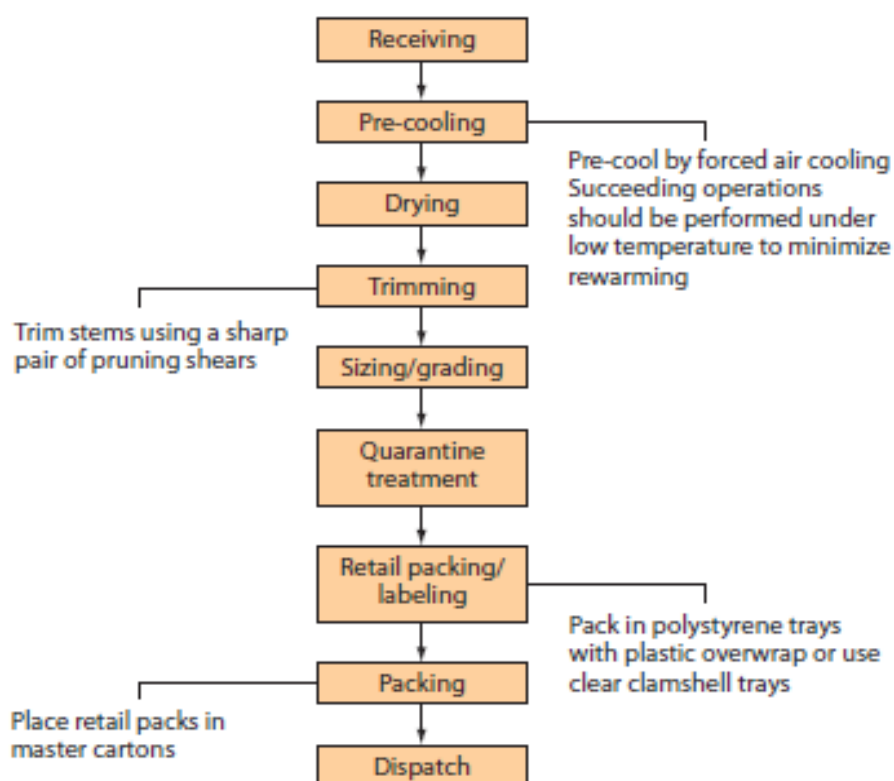 Receiving
Pre-cooling
Pre-cool by forced air cooling
Succeeding operations
should be performed under
low temperature to minimize
rewarming
Drying
Trimming
Trim stems using a sharp
pair of pruning shears
Sizing/grading
Quarantine
treatment
Retail packing/
labeling
Pack in polystyrene trays
with plastic overwrap or use
clear clamshell trays
Packing
Place retail packs in
master cartons
Dispatch